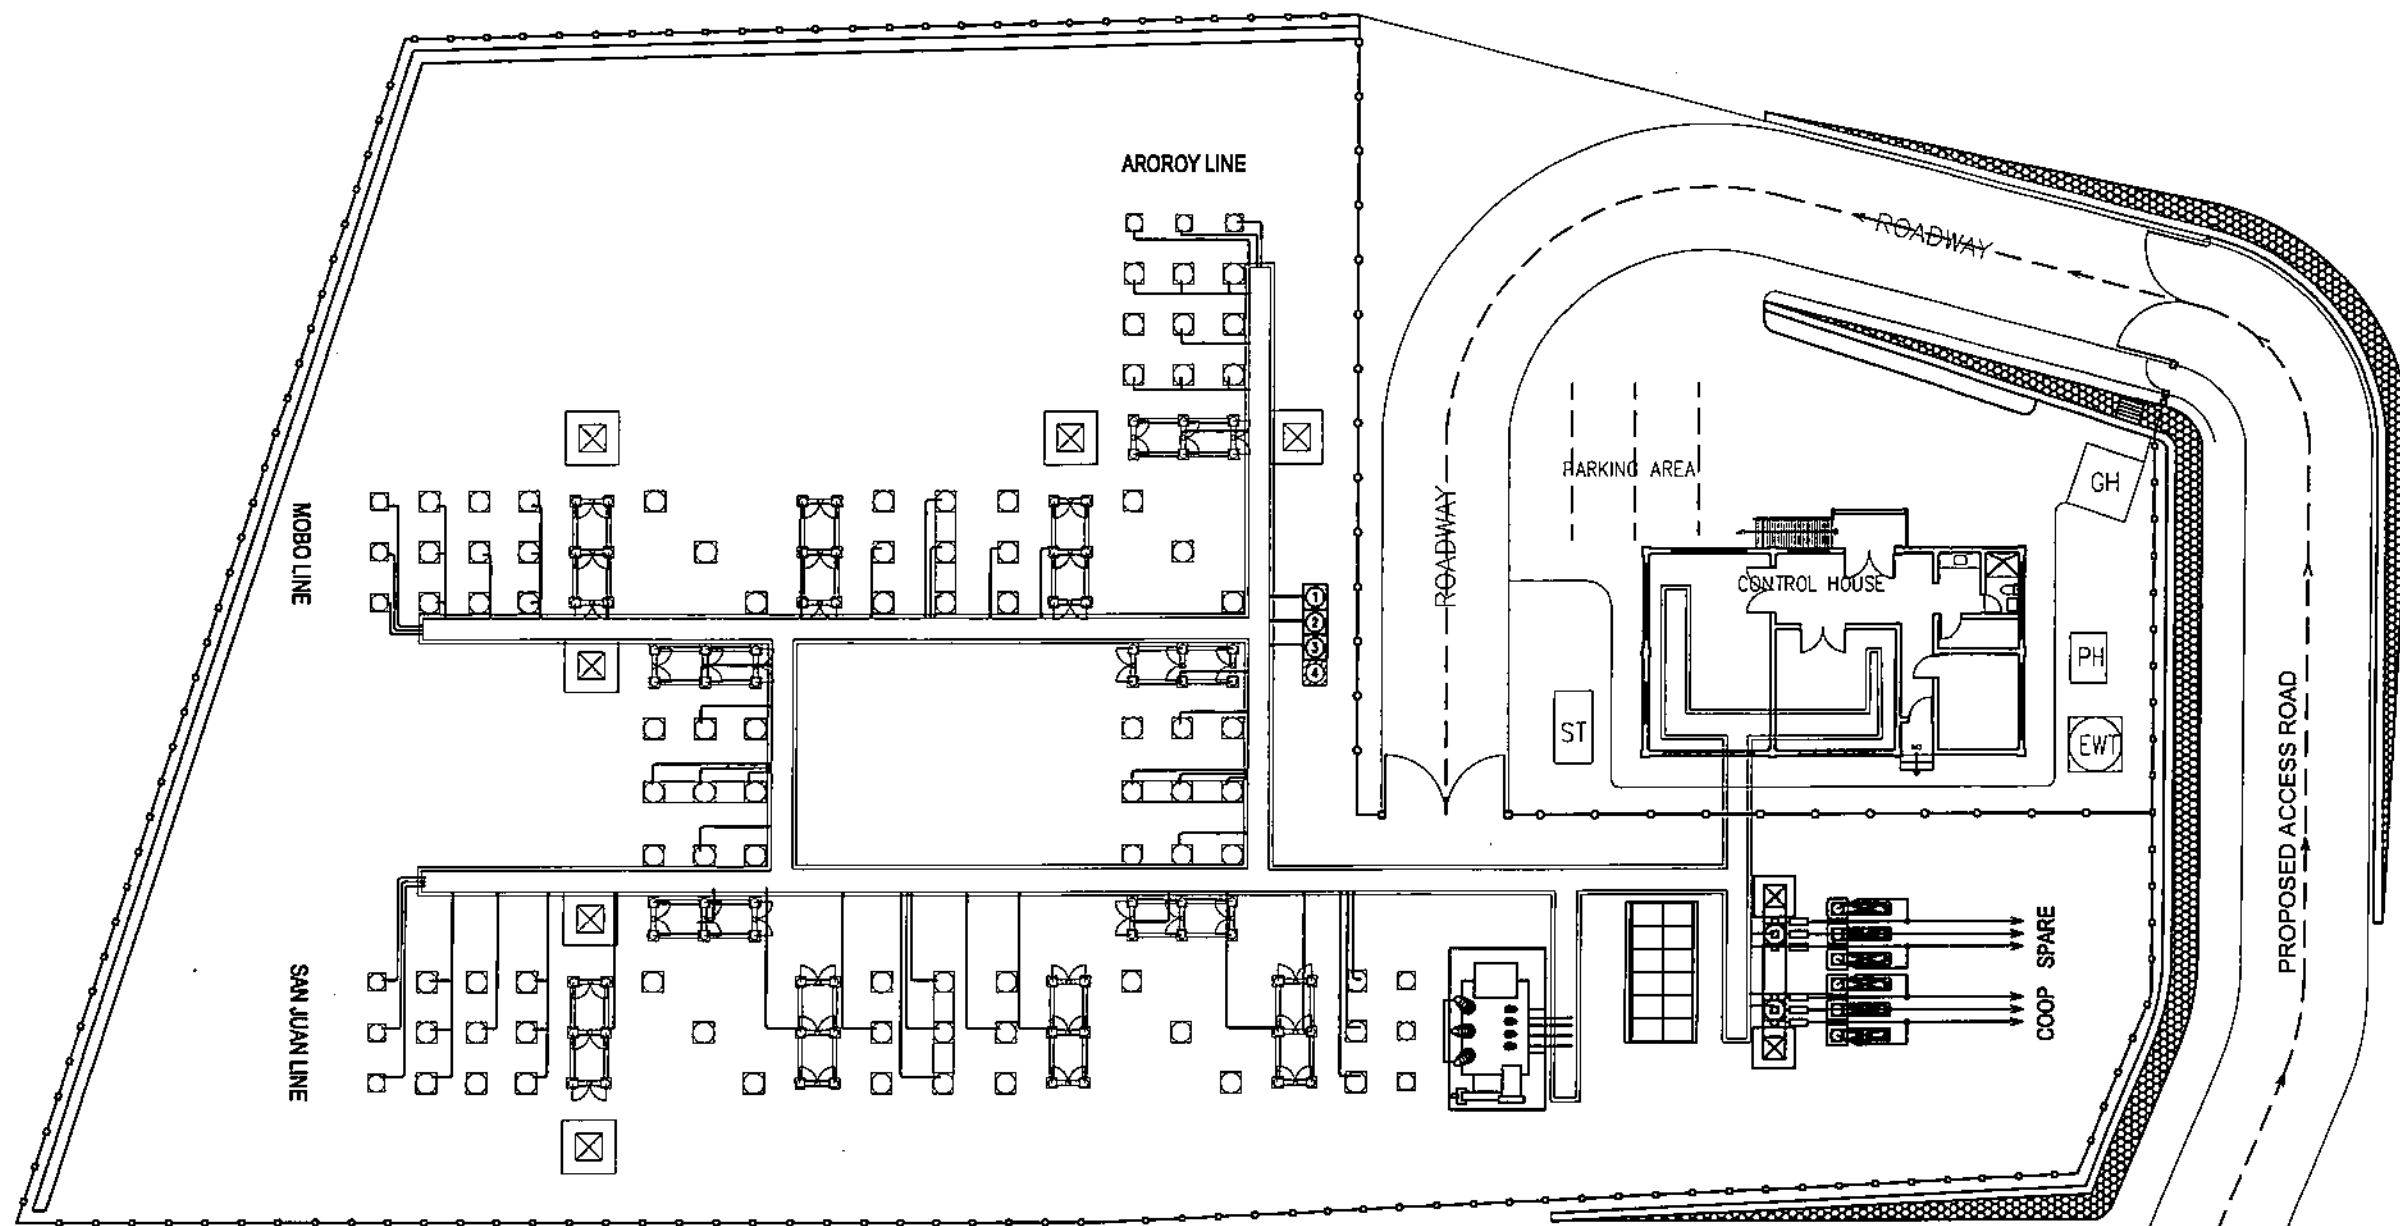 AROROY LINE
ROADWAY
PARKING AREA
GH
MOBO LINE
ROADWAY
CONTROL HOUSE
1
2
3
4
PH
ST
EWT
PROPOSED ACCESS ROAD
SPARE
COOP
SAN JUAN LINE